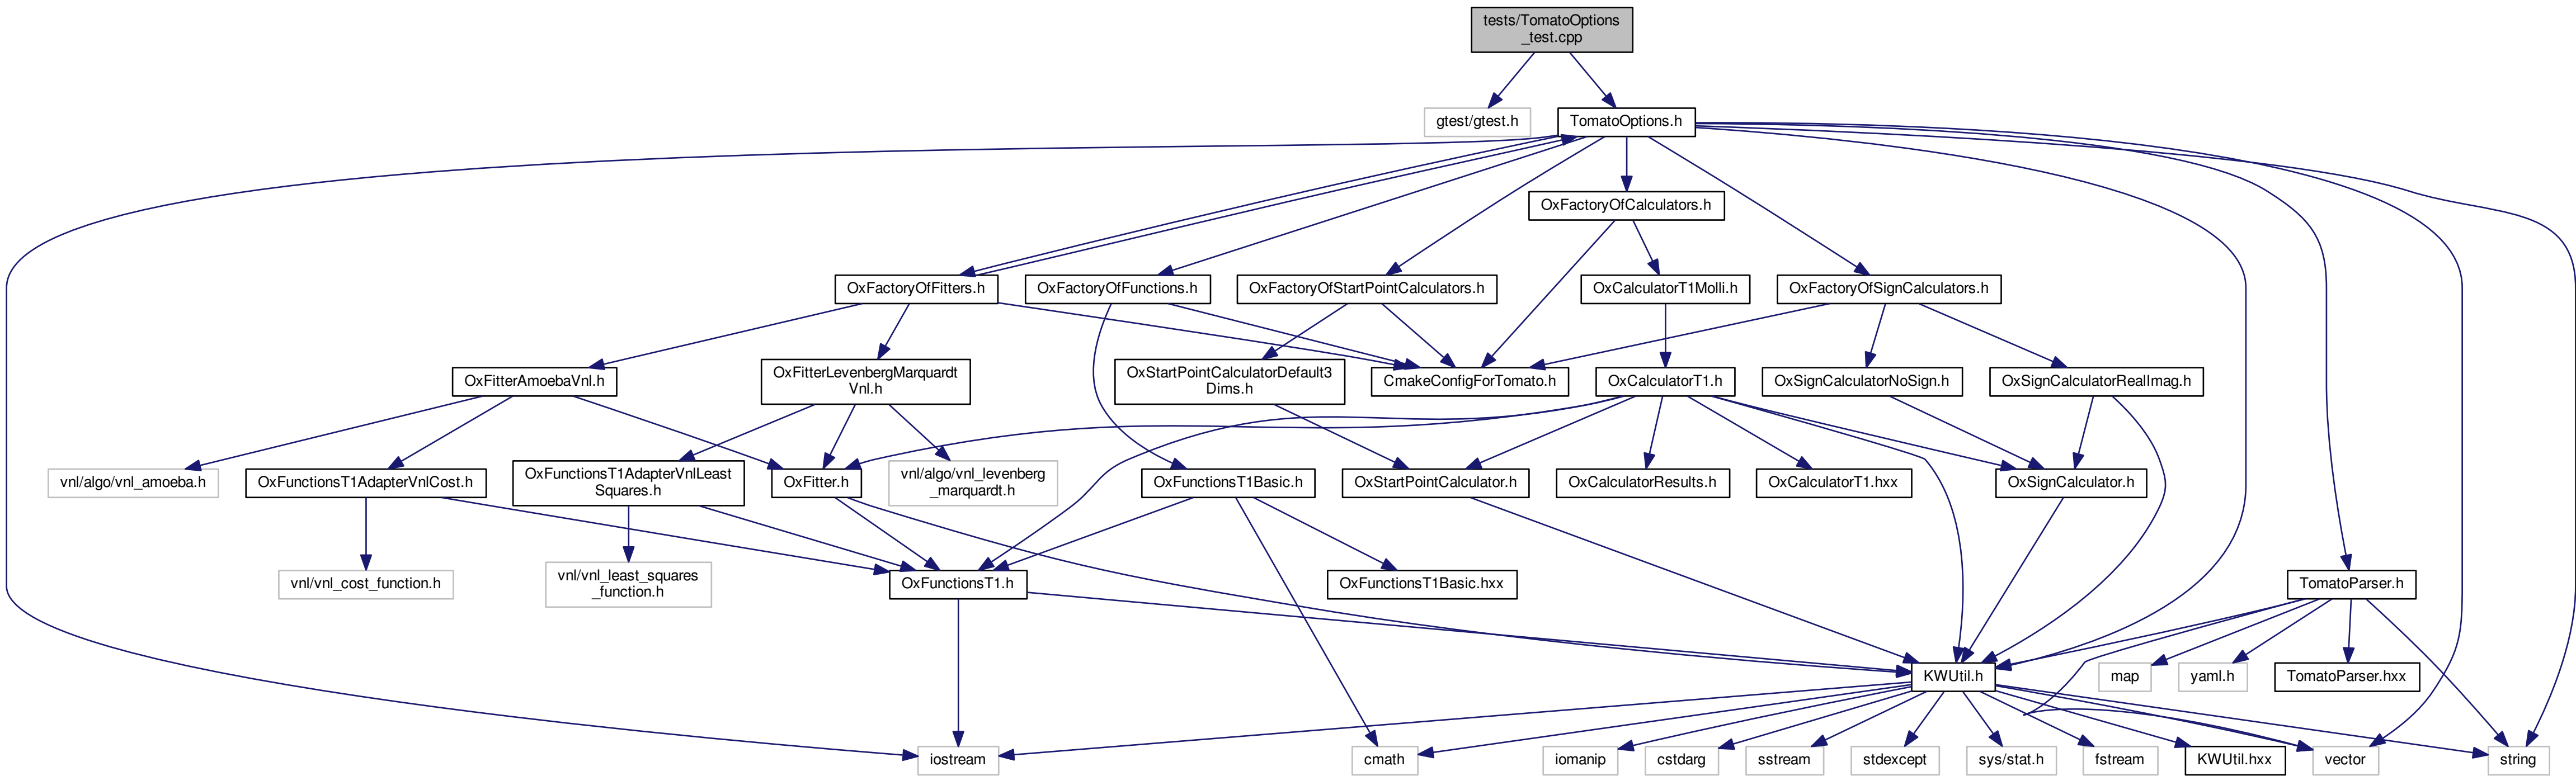 tests/TomatoOptions
_test.cpp
gtest/gtest.h
TomatoOptions.h
OxFactoryOfCalculators.h
OxFactoryOfFitters.h
OxFactoryOfFunctions.h
OxFactoryOfStartPointCalculators.h
OxCalculatorT1Molli.h
OxFactoryOfSignCalculators.h
OxFitterAmoebaVnl.h
OxFitterLevenbergMarquardt
Vnl.h
OxStartPointCalculatorDefault3
Dims.h
CmakeConfigForTomato.h
OxCalculatorT1.h
OxSignCalculatorNoSign.h
OxSignCalculatorRealImag.h
vnl/algo/vnl_amoeba.h
OxFunctionsT1AdapterVnlCost.h
OxFunctionsT1AdapterVnlLeast
Squares.h
OxFitter.h
vnl/algo/vnl_levenberg
_marquardt.h
OxFunctionsT1Basic.h
OxStartPointCalculator.h
OxCalculatorResults.h
OxCalculatorT1.hxx
OxSignCalculator.h
vnl/vnl_cost_function.h
vnl/vnl_least_squares
_function.h
OxFunctionsT1.h
OxFunctionsT1Basic.hxx
TomatoParser.h
KWUtil.h
map
yaml.h
TomatoParser.hxx
iostream
cmath
iomanip
cstdarg
sstream
stdexcept
sys/stat.h
fstream
KWUtil.hxx
vector
string